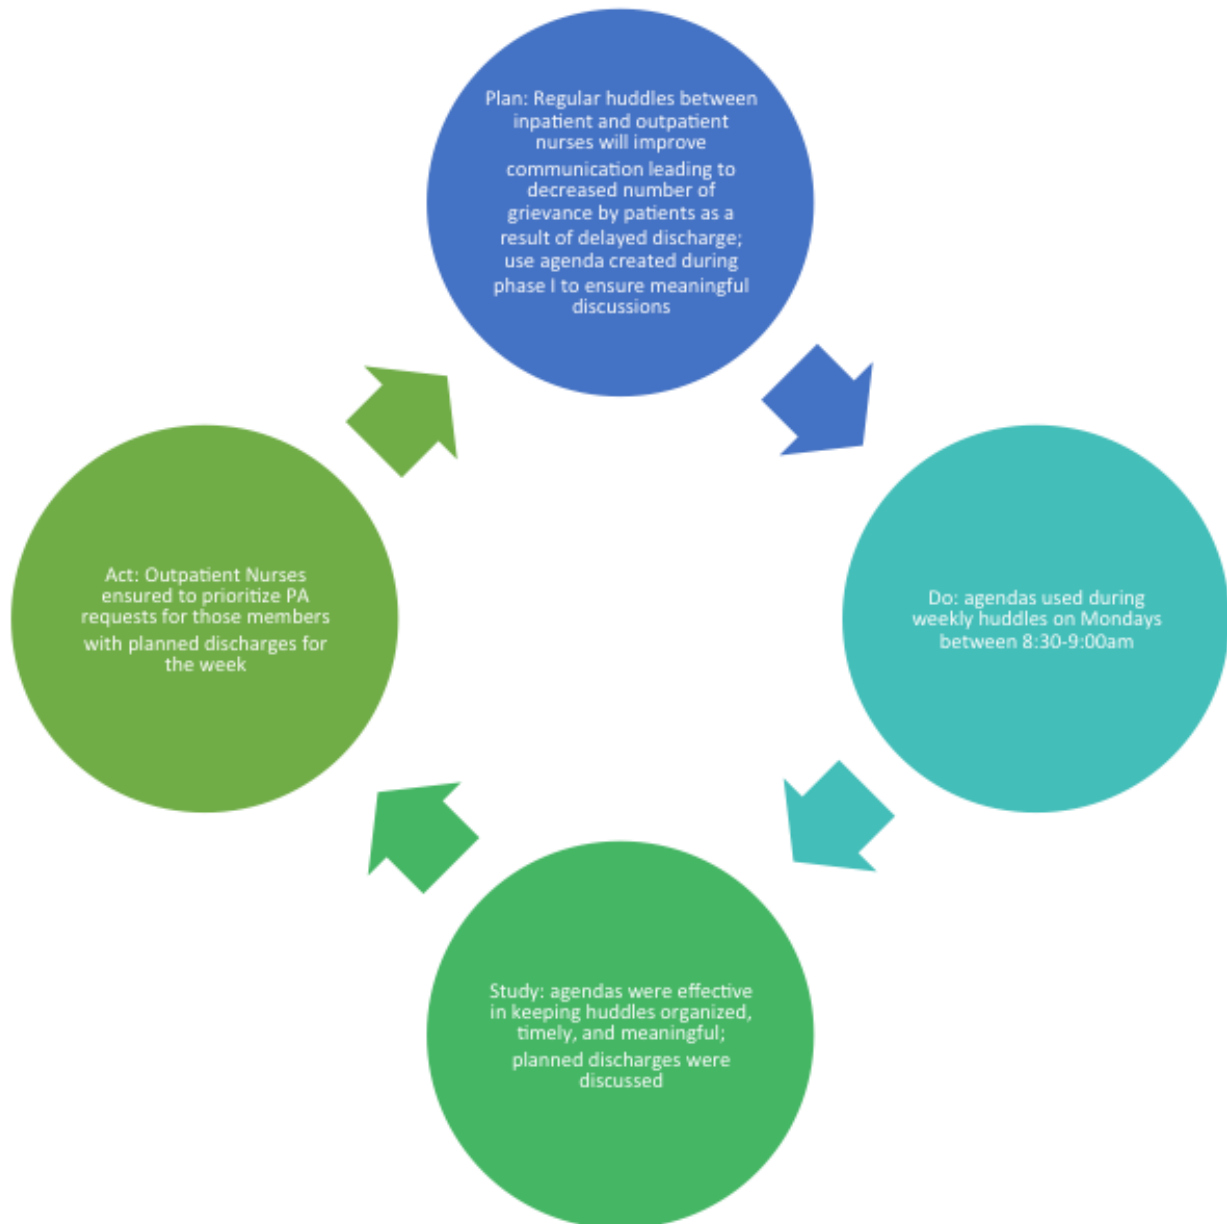 Plan: Regular huddles between
inpatient and outpatient
nurses will improve
communication leading to
decreased number of
grievance by patients as a
result of delayed discharge;
use agenda created during
phase I to ensure meaningful
discussions
Do: agendas used during
weekly huddles on Mondays
between 8:30-9:00am
Study: agendas were effective
in keeping huddles organized,
timely, and meaningful;
planned discharges were
discussed
Act: Outpatient Nurses
ensured to prioritize PA
requests for those members
with planned discharges for
the week